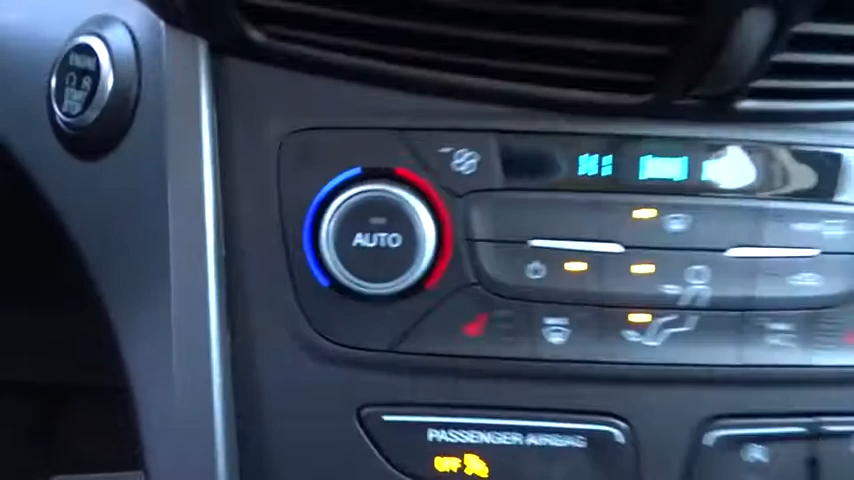 ENGINE
START
STOP
AUTO
PASSENGER AIRBAG
OFF